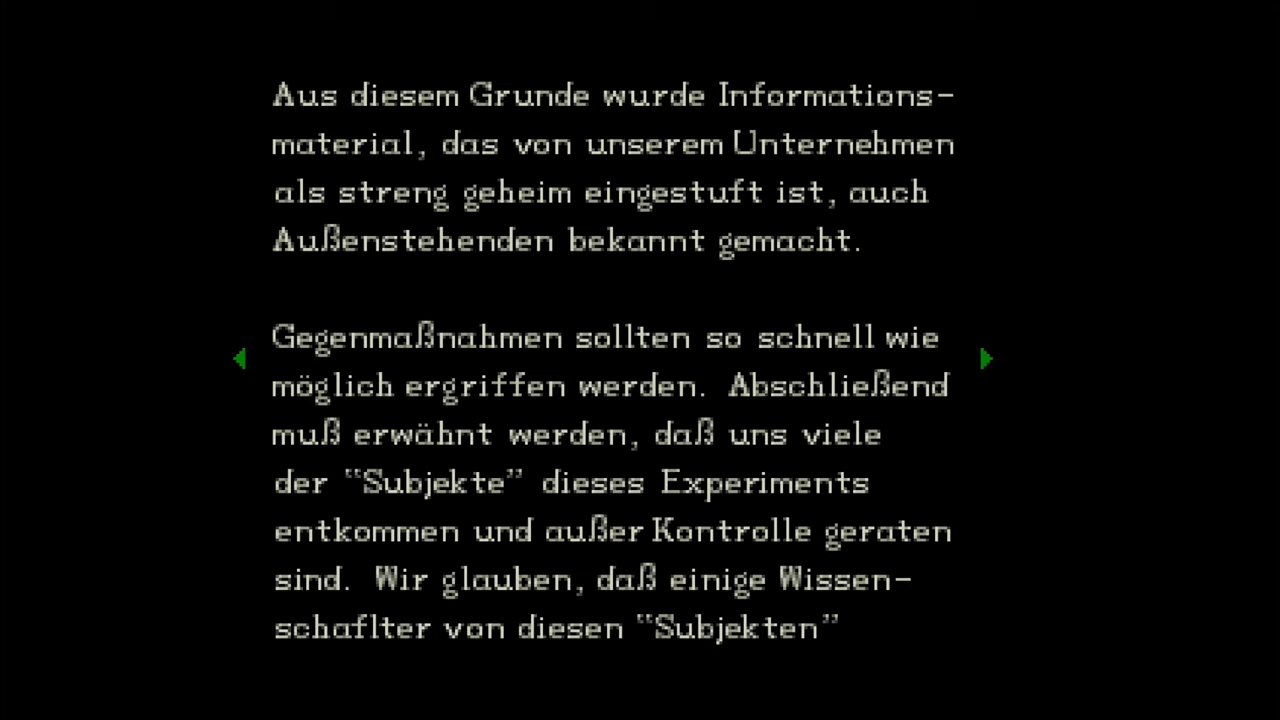 Aus diesem Grunde wurde Informations-
material, das von unserem Unternehmen
als streng geheim eingestuft ist, auch
Außenstehenden bekannt gemacht.
Gegenmaßnahmen sollten so schnell wie
möglich ergriffen werden. Abschließend
muß erwähnt werden, daß uns viele
der "Subjekte" dieses Experiments
entkommen und außer Kontrolle geraten
sind. Wir glauben, daß einige Wissen-
schaflter von diesen "Subjekten"